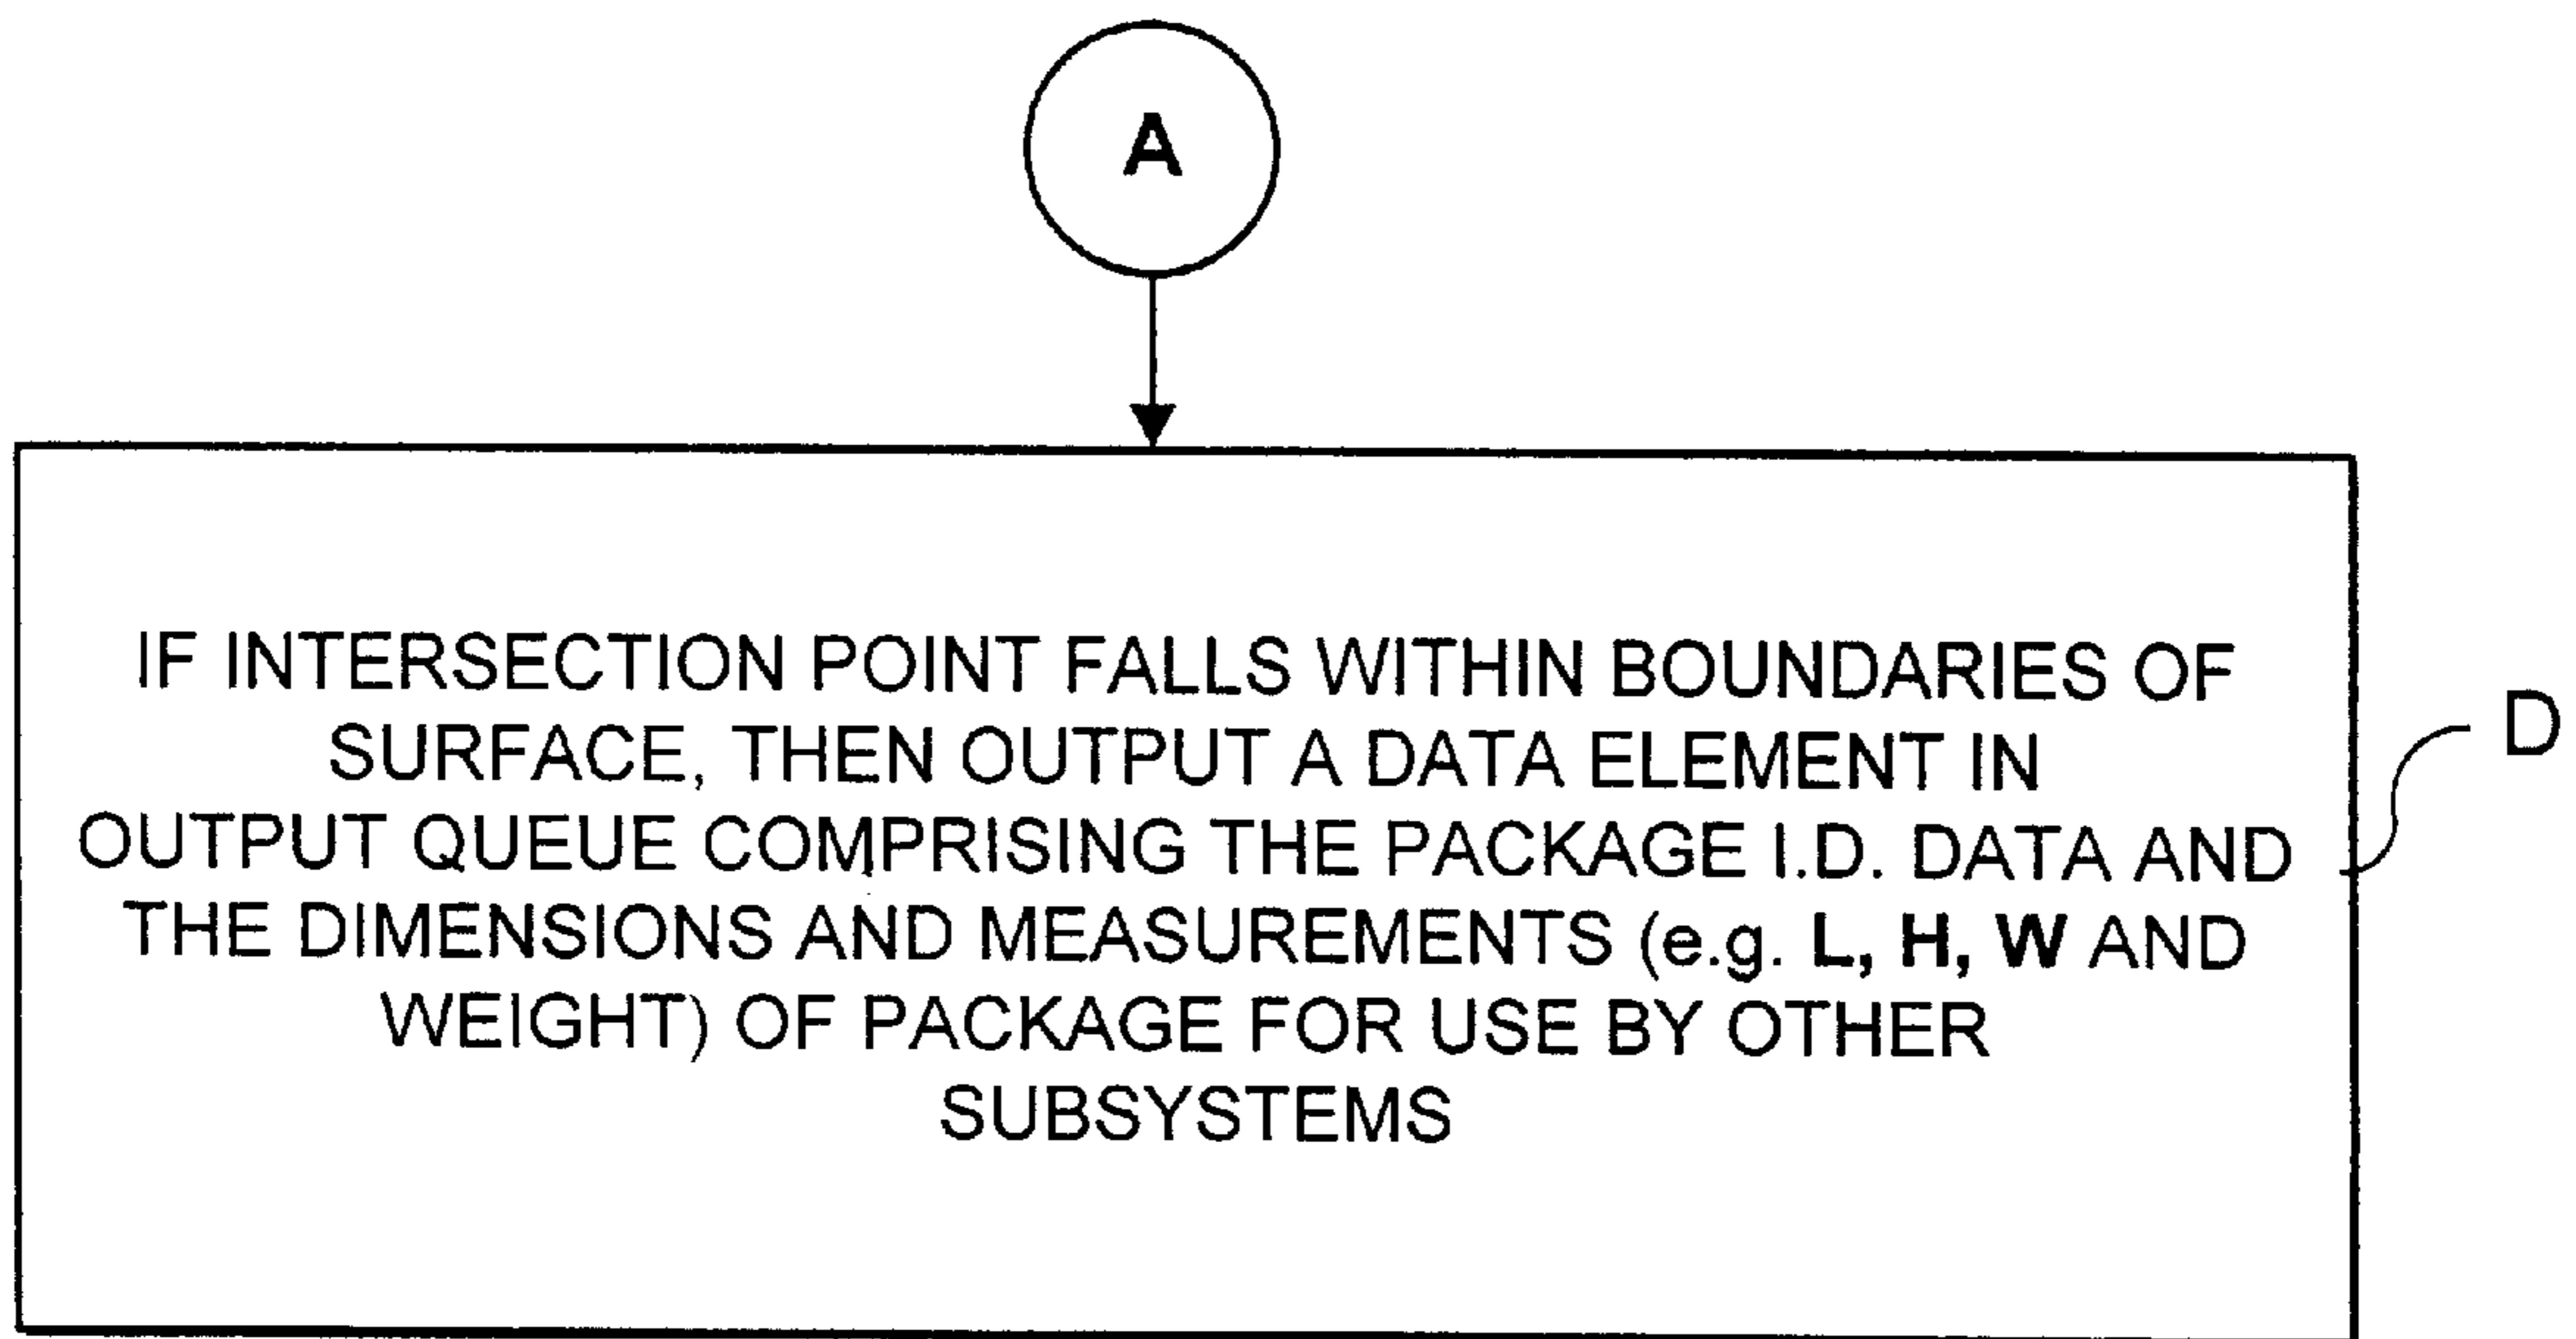 A
IF INTERSECTION POINT FALLS WITHIN BOUNDARIES OF
SURFACE, THEN OUTPUT A DATA ELEMENT IN
OUTPUT QUEUE COMPRISING THE PACKAGE I.D. DATA AND
THE DIMENSIONS AND MEASUREMENTS (e.g. L, H, W AND
WEIGHT) OF PACKAGE FOR USE BY OTHER
SUBSYSTEMS
D